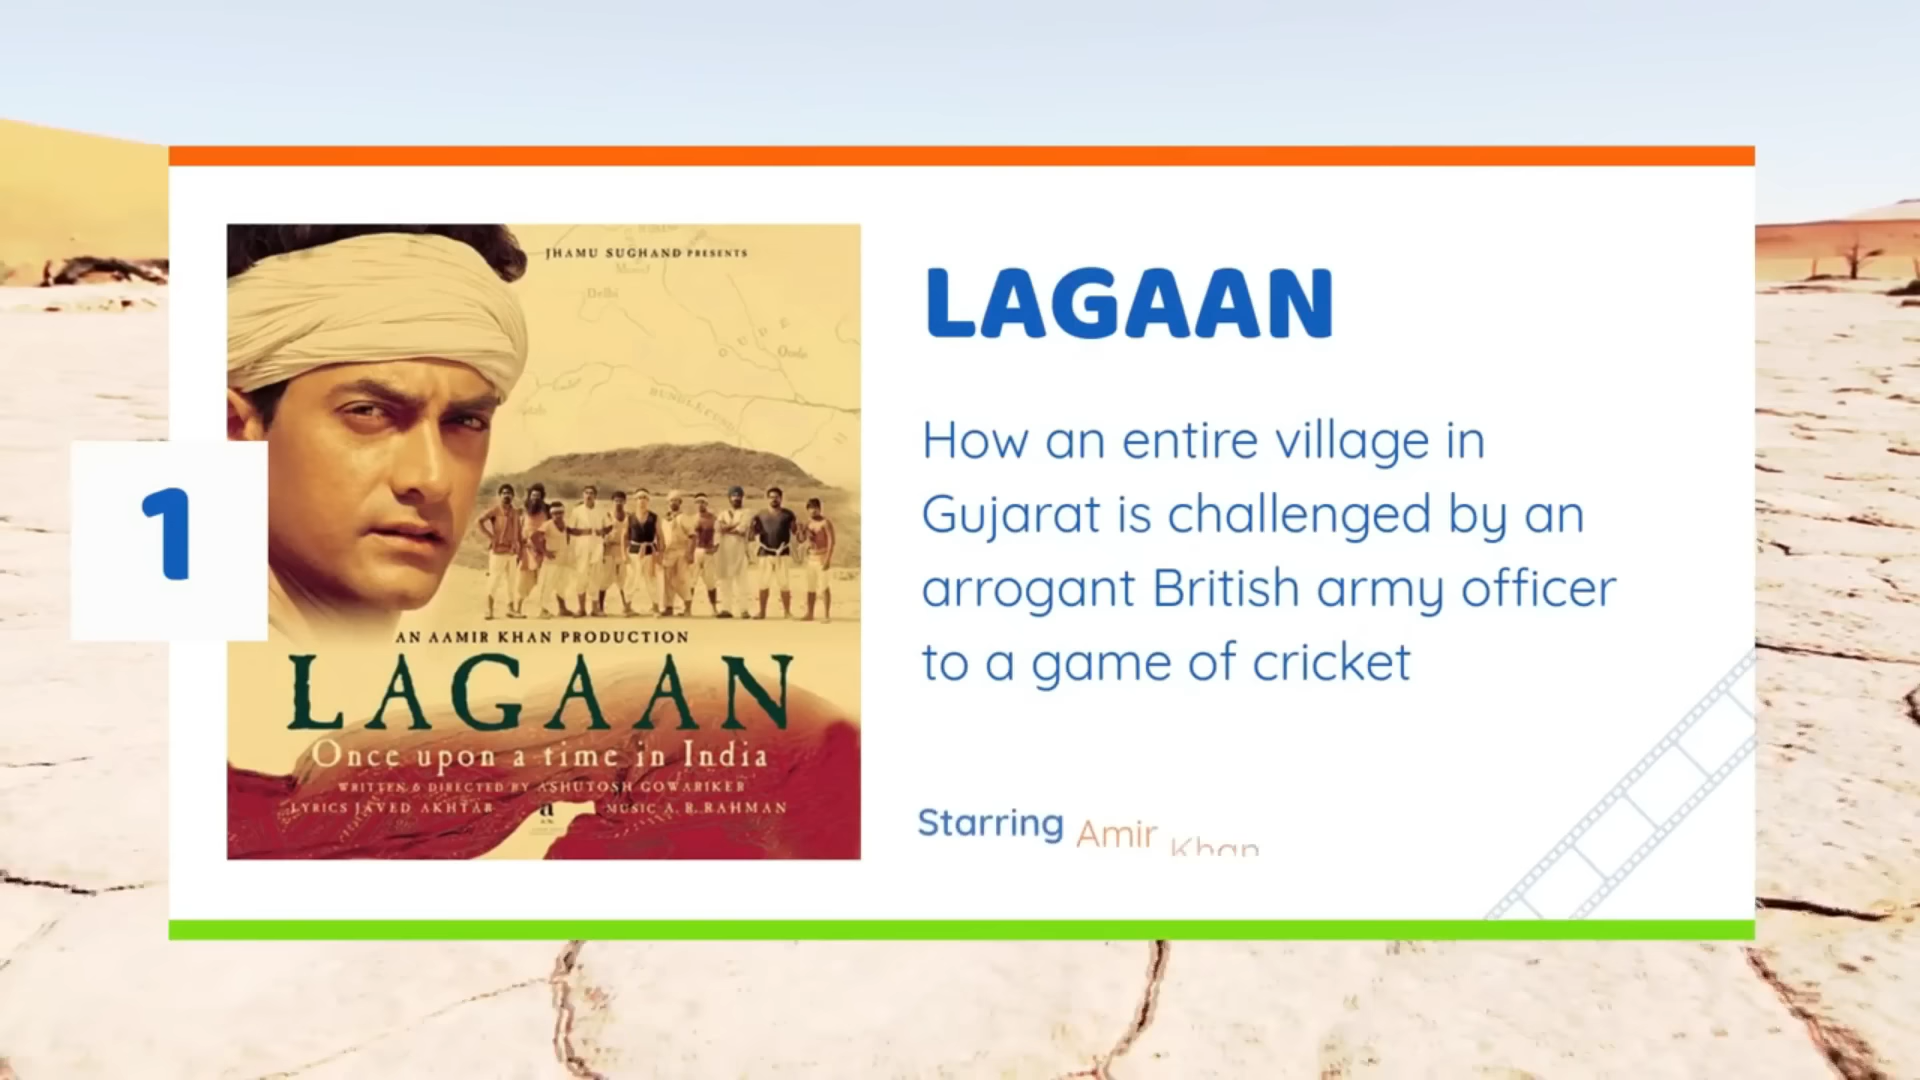 1
JHAMU SUGHAND PRESENTS
Delhi
OUDE
Oude
AN AAMIR KHAN PRODUCTION
LAGAAN
Once upon a time in India
WRITTEN & DIRECTED BY ASHUTOSH GOWARIKER
LYRICS JAVED AKHTAR
a
MUSIC A. R. RAHMAN
LAGAAN
How an entire village in
Gujarat is challenged by an
arrogant British army officer
to a game of cricket
Starring Amir Khan